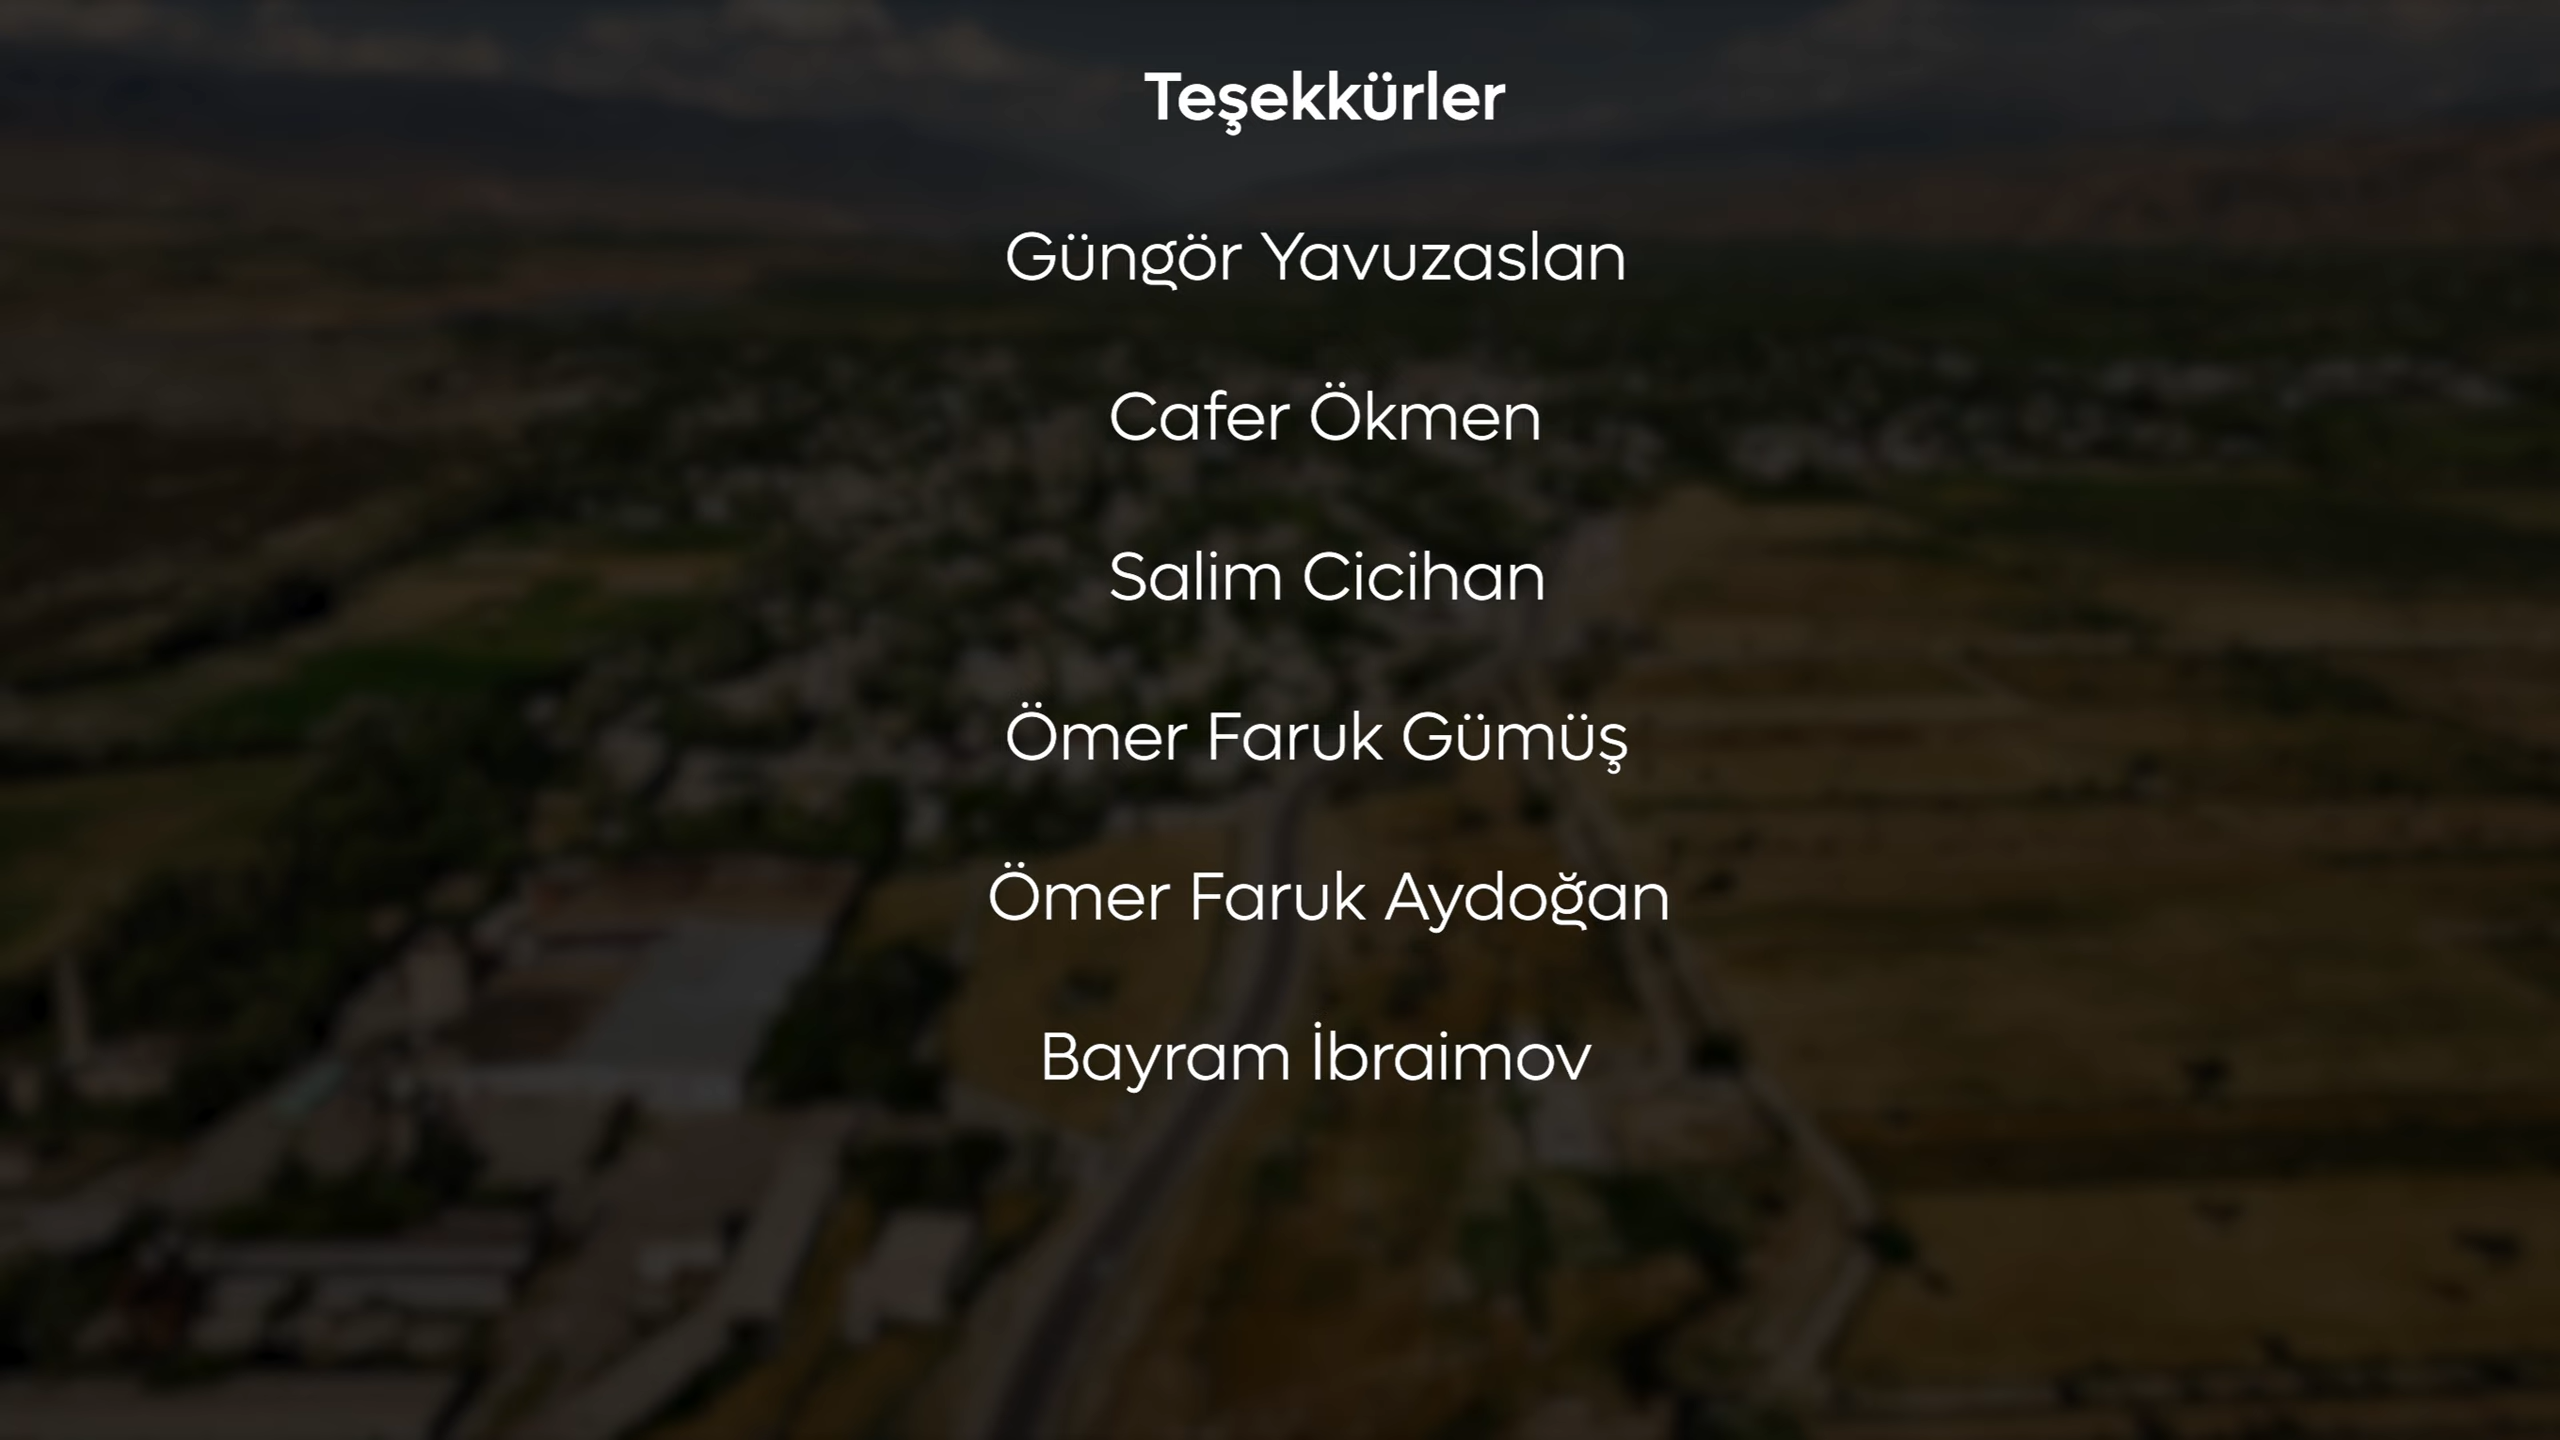 Teşekkürler
Güngör Yavuzaslan
Cafer Ökmen
Salim Cicihan
Ömer Faruk Gümüş
Ömer Faruk Aydoğan
Bayram İbraimov